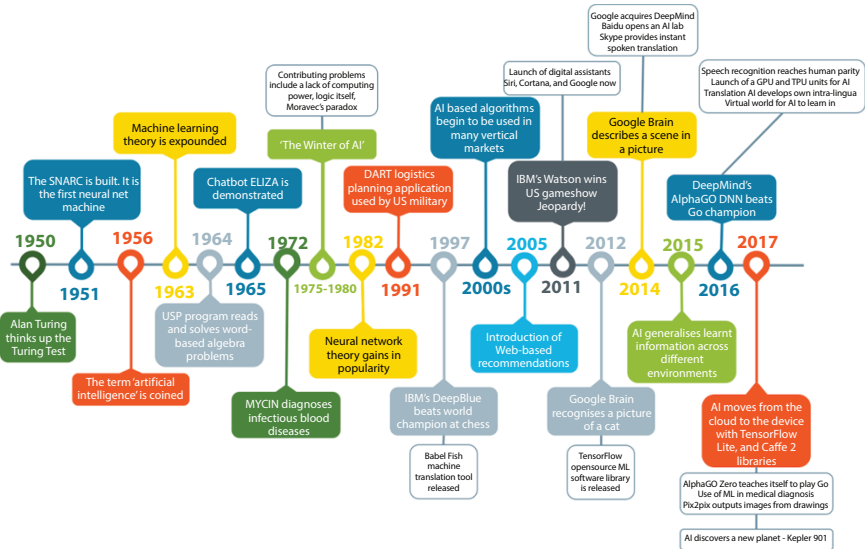 Google acquires DeepMind
Baidu opens an AI lab
Skype provides instant
spoken translation
Contributing problems
include a lack of computing
power, logic itself,
Moravec's paradox
Launch of digital assistants
Siri, Cortana, and Google now
Speech recognition reaches human parity
Launch of a GPU and TPU units for AI
Translation AI develops own intra-lingua
Virtual world for AI to learn in
Machine learning
theory is expounded
'The Winter of AI'
AI based algorithms
begin to be used in
many vertical
markets
Google Brain
describes a scene in
a picture
The SNARC is built. It is
the first neural net
machine
Chatbot ELIZA is
demonstrated
DART logistics
planning application
used by US military
IBM's Watson wins
US gameshow
Jeopardy!
DeepMind's
AlphaGO DNN beats
Go champion
1950
1956
1964
1972
1982
1997
2005
2012
2015
2017
1951
1963
1965
1975-1980
1991
2000s
2011
2014
2016
Alan Turing
thinks up the
Turing Test
The term 'artificial
intelligence' is coined
USP program reads
and solves word-
based algebra
problems
MYCIN diagnoses
infectious blood
diseases
Neural network
theory gains in
popularity
IBM's DeepBlue
beats world
champion at chess
Babel Fish
machine
translation tool
released
Introduction of
Web-based
recommendations
Google Brain
recognises a picture
of a cat
TensorFlow
opensource ML
software library
is released
AI generalises learnt
information across
different
environments
AI moves from the
cloud to the device
with TensorFlow
Lite, and Caffe 2
libraries
AlphaGO Zero teaches itself to play Go
Use of ML in medical diagnosis
Pix2pix outputs images from drawings
AI discovers a new planet - Kepler 901